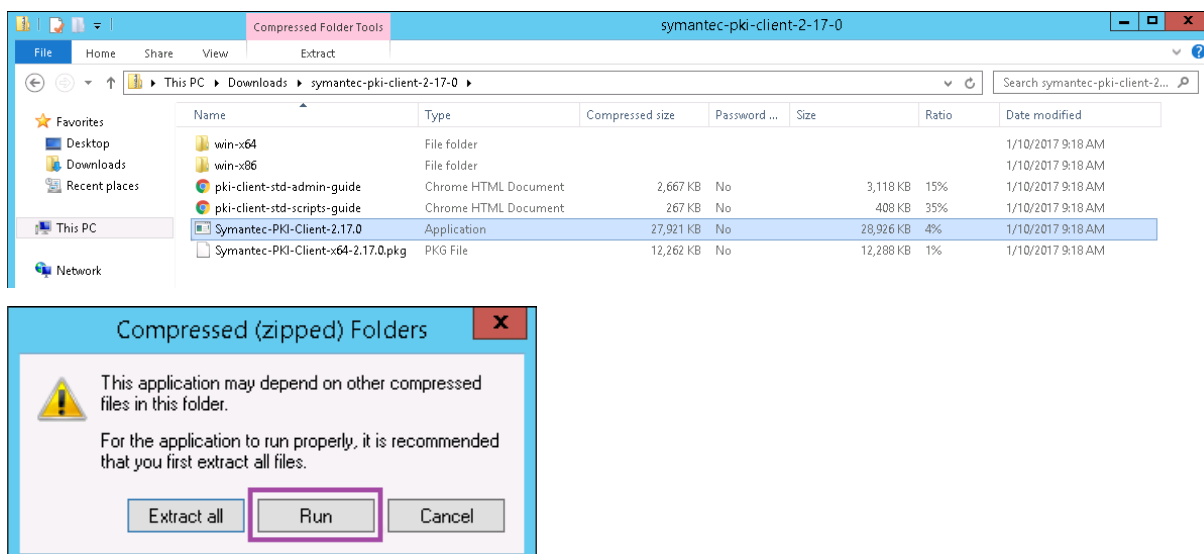 Compressed Folder Tools symantec-pki-client-2-17-0
File Home Share View Extract
This PC Downloads symantec-pki-client-2-17-0 Search symantec-pki-client-2...
Name Type Compressed size Password ... Size Ratio Date modified
Favorites
Desktop
Downloads
Recent places
This PC
Network
win-x64 File folder 1/10/2017 9:18 AM
win-x86 File folder 1/10/2017 9:18 AM
pki-client-std-admin-guide Chrome HTML Document 2,667 KB No 3,118 KB 15% 1/10/2017 9:18 AM
pki-client-std-scripts-guide Chrome HTML Document 267 KB No 408 KB 35% 1/10/2017 9:18 AM
Symantec-PKI-Client-2.17.0 Application 27,921 KB No 28,926 KB 4% 1/10/2017 9:18 AM
Symantec-PKI-Client-x64-2.17.0.pkg PKG File 12,262 KB No 12,288 KB 1% 1/10/2017 9:18 AM
Compressed (zipped) Folders
This application may depend on other compressed
files in this folder.
For the application to run properly, it is recommended
that you first extract all files.
Extract all Run Cancel